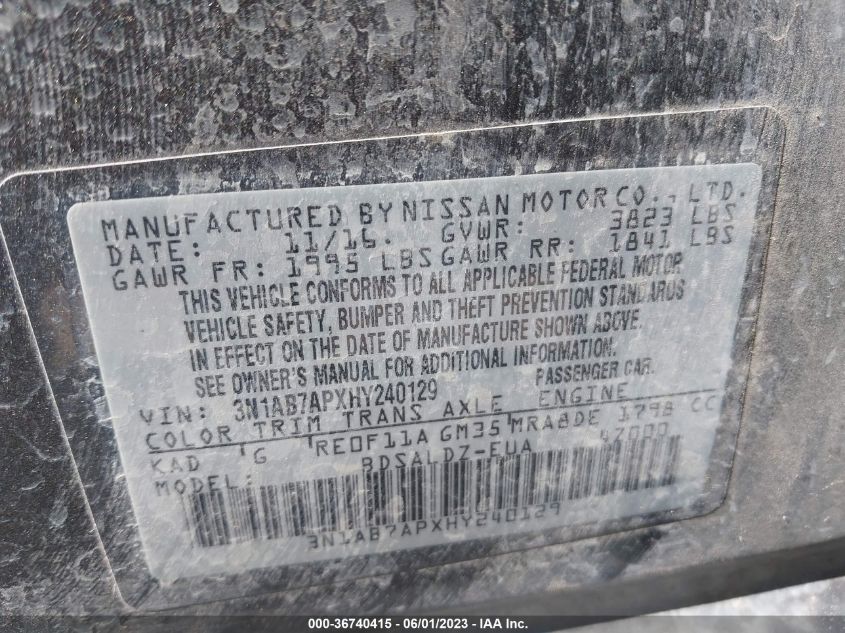 MANUFACTURED BY NISSAN MOTOR CO., LTD.
DATE: 11/16. GVWR: 3823 LBS
GAWR FR: 1995 LBS GAWR RR: 1841 LBS
THIS VEHICLE CONFORMS TO ALL APPLICABLE FEDERAL MOTOR
VEHICLE SAFETY, BUMPER AND THEFT PREVENTION STANDARDS
IN EFFECT ON THE DATE OF MANUFACTURE SHOWN ABOVE.
SEE OWNER'S MANUAL FOR ADDITIONAL INFORMATION.
VIN: 3N1AB7APXHY240129 PASSENGER CAR.
COLOR TRIM TRANS AXLE ENGINE
KAD G RE0F11A GM35 MRA8DE 1798 CC
MODEL: BDSALDZ-EUA 47000
3N1AB7APXHY240129
000-36740415 - 06/01/2023 - © IAA, Inc.